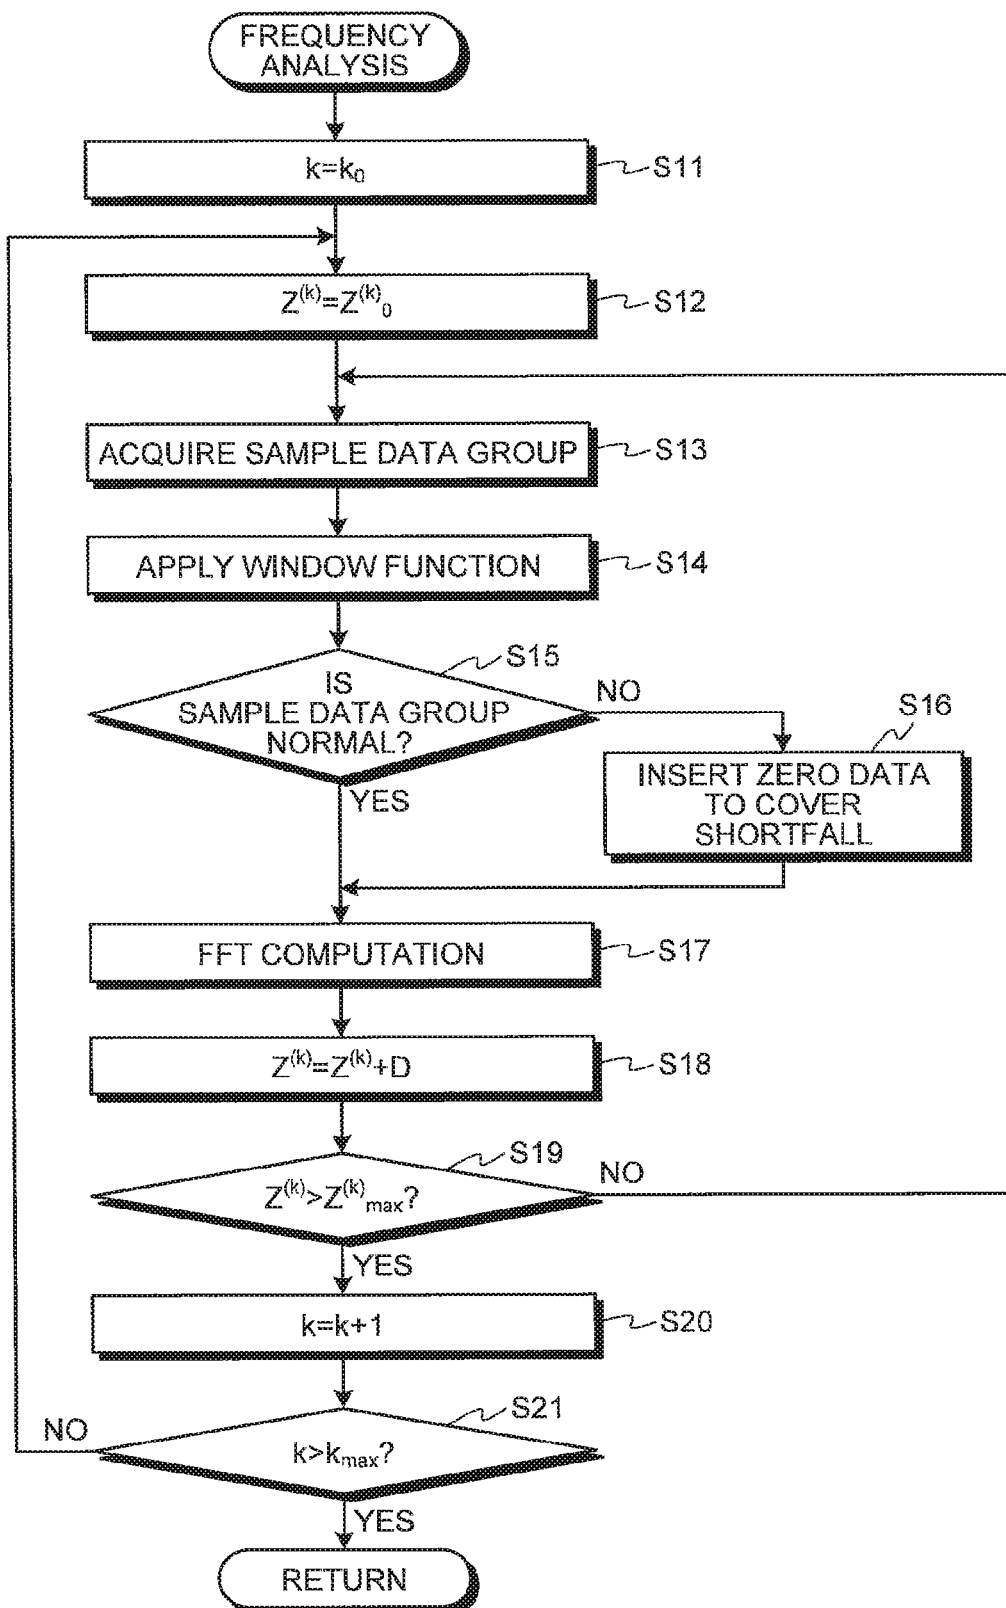 FREQUENCY
ANALYSIS
k=k₀
S11
Z⁽ᵏ⁾=Z⁽ᵏ⁾₀
S12
ACQUIRE SAMPLE DATA GROUP
S13
APPLY WINDOW FUNCTION
S14
S15
IS
SAMPLE DATA GROUP
NORMAL?
NO
YES
S16
INSERT ZERO DATA
TO COVER
SHORTFALL
FFT COMPUTATION
S17
Z⁽ᵏ⁾=Z⁽ᵏ⁾+D
S18
S19
Z⁽ᵏ⁾>Z⁽ᵏ⁾max?
NO
YES
k=k+1
S20
S21
NO
k>kmax?
YES
RETURN